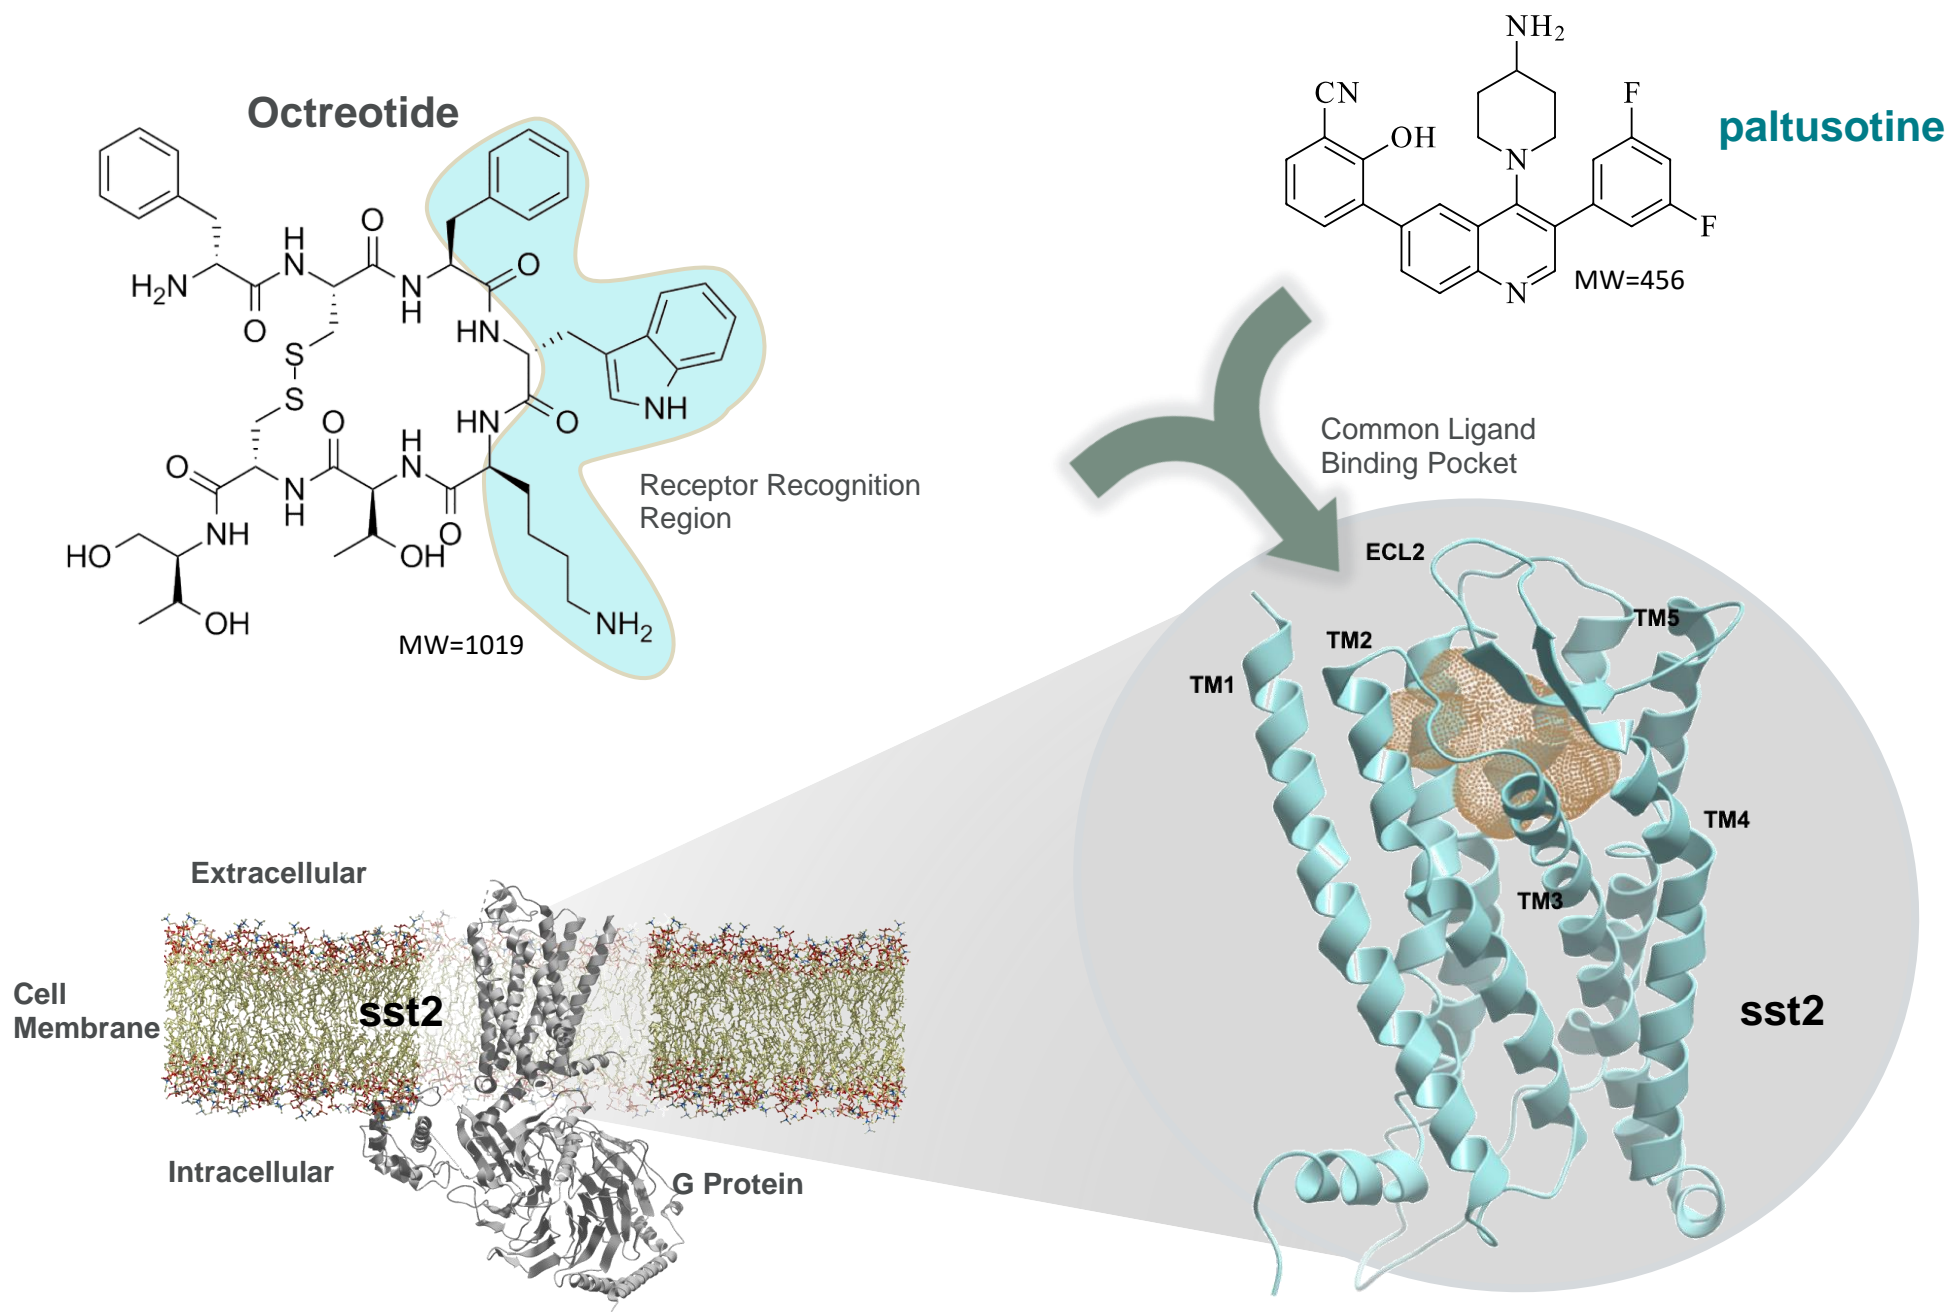 Octreotide
H₂N
O
H
N
O
N
H
O
HN
S
S
NH
O
HN
O
H
N
O
N
H
O
NH
HO
OH
OH
O
NH₂
MW=1019
Receptor Recognition
Region
NH₂
CN
OH
N
F
F
N
MW=456
paltusotine
Common Ligand
Binding Pocket
ECL2
TM5
TM2
TM1
TM4
TM3
sst2
Extracellular
Cell
Membrane
sst2
Intracellular
G Protein